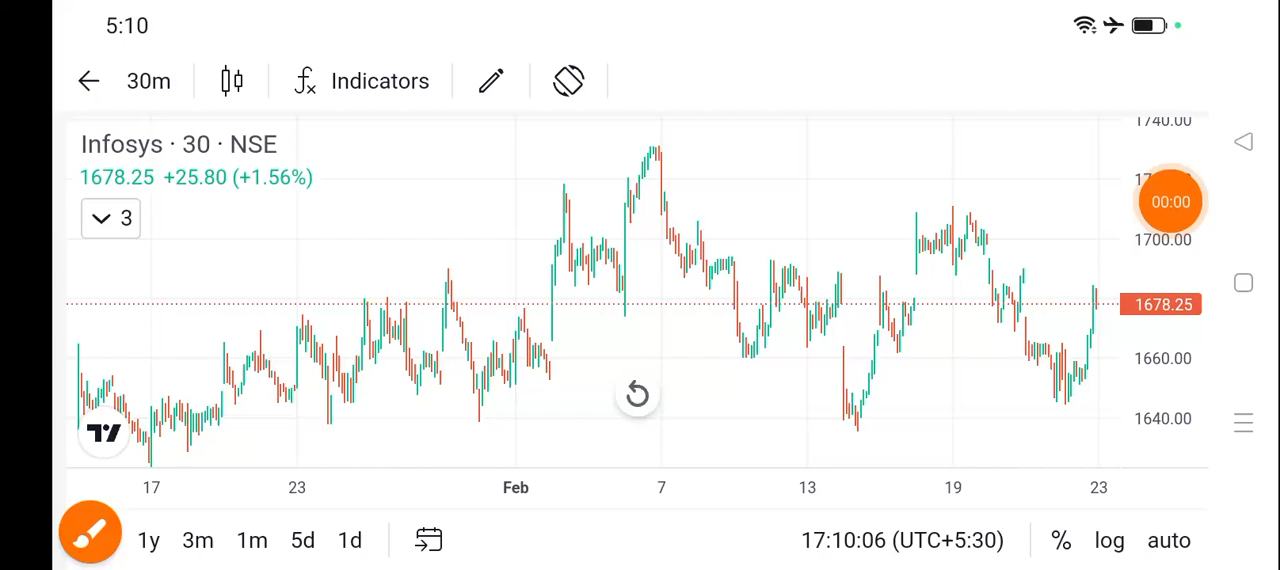 5:10
30m Indicators
Infosys · 30 · NSE
1678.25 +25.80 (+1.56%)
3
1740.00
00:00
1700.00
1678.25
1660.00
1640.00
17 23 Feb 7 13 19 23
1y 3m 1m 5d 1d 17:10:06 (UTC+5:30) % log auto